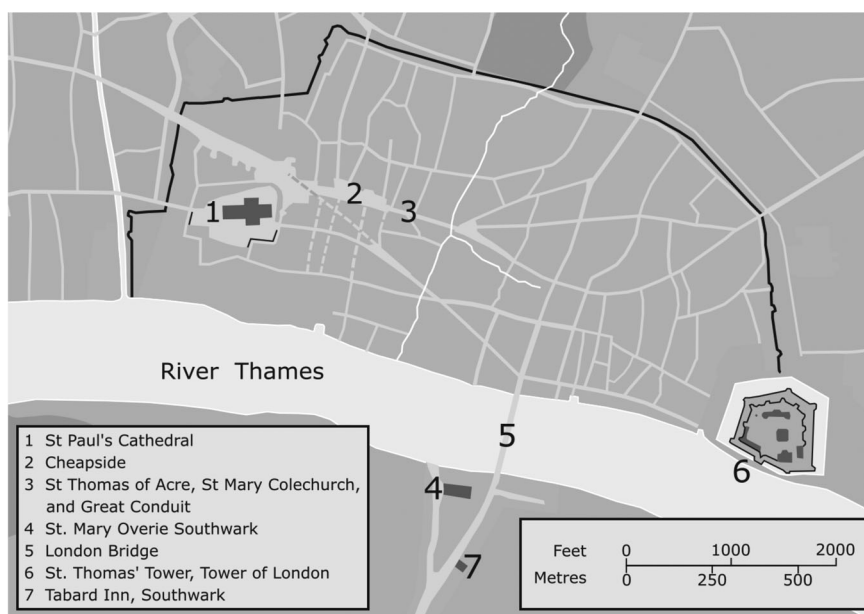 1
2
3
River Thames
5
6
4
7
1 St Paul's Cathedral
2 Cheapside
3 St Thomas of Acre, St Mary Colechurch,
and Great Conduit
4 St. Mary Overie Southwark
5 London Bridge
6 St. Thomas' Tower, Tower of London
7 Tabard Inn, Southwark
Feet 0 1000 2000
Metres 0 250 500